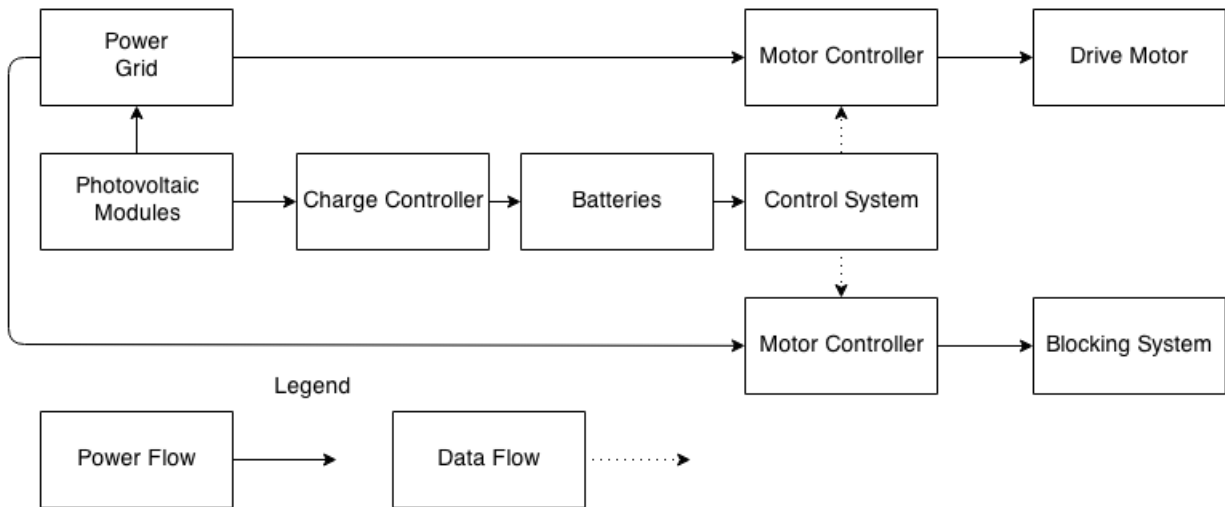 Power
Grid
Motor Controller
Drive Motor
Photovoltaic
Modules
Charge Controller
Batteries
Control System
Motor Controller
Blocking System
Legend
Power Flow
Data Flow